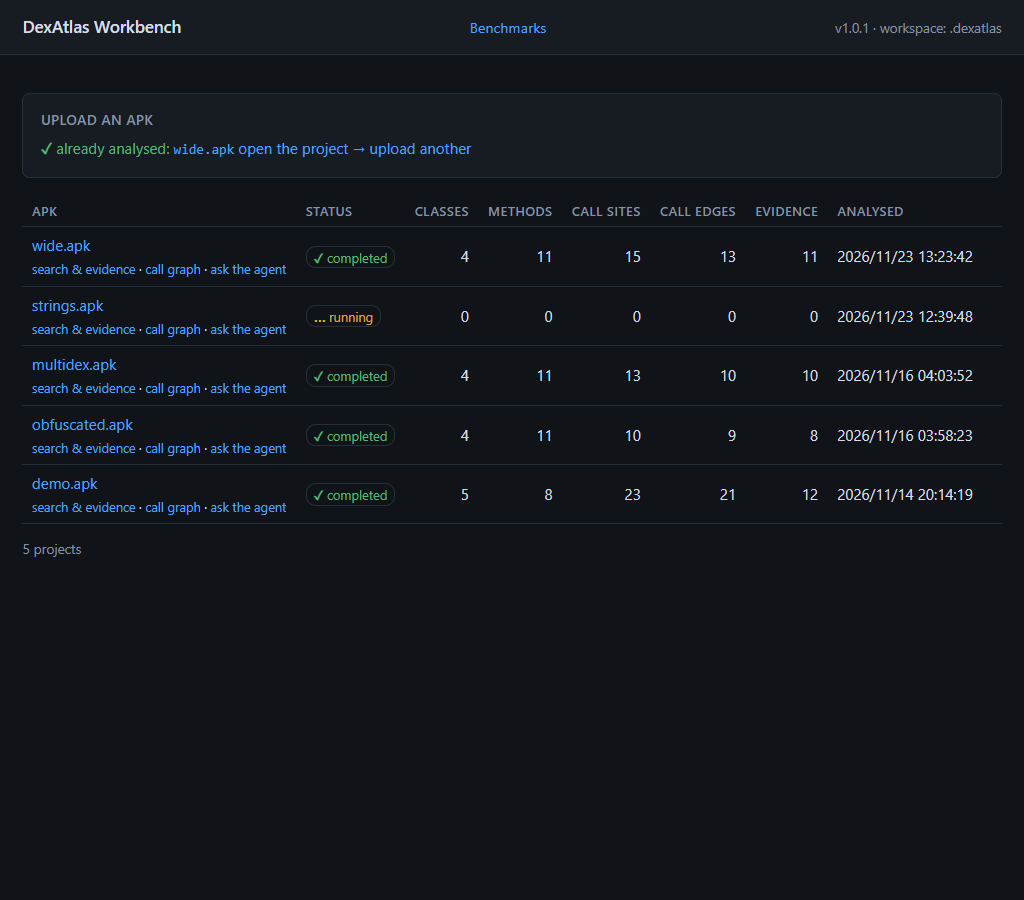 DexAtlas Workbench Benchmarks v1.0.1 · workspace: .dexatlas
UPLOAD AN APK
✓ already analysed: wide.apk open the project → upload another
APK STATUS CLASSES METHODS CALL SITES CALL EDGES EVIDENCE ANALYSED
wide.apk
search & evidence · call graph · ask the agent ✓ completed 4 11 15 13 11 2026/11/23 13:23:42
strings.apk
search & evidence · call graph · ask the agent ... running 0 0 0 0 0 2026/11/23 12:39:48
multidex.apk
search & evidence · call graph · ask the agent ✓ completed 4 11 13 10 10 2026/11/16 04:03:52
obfuscated.apk
search & evidence · call graph · ask the agent ✓ completed 4 11 10 9 8 2026/11/16 03:58:23
demo.apk
search & evidence · call graph · ask the agent ✓ completed 5 8 23 21 12 2026/11/14 20:14:19
5 projects